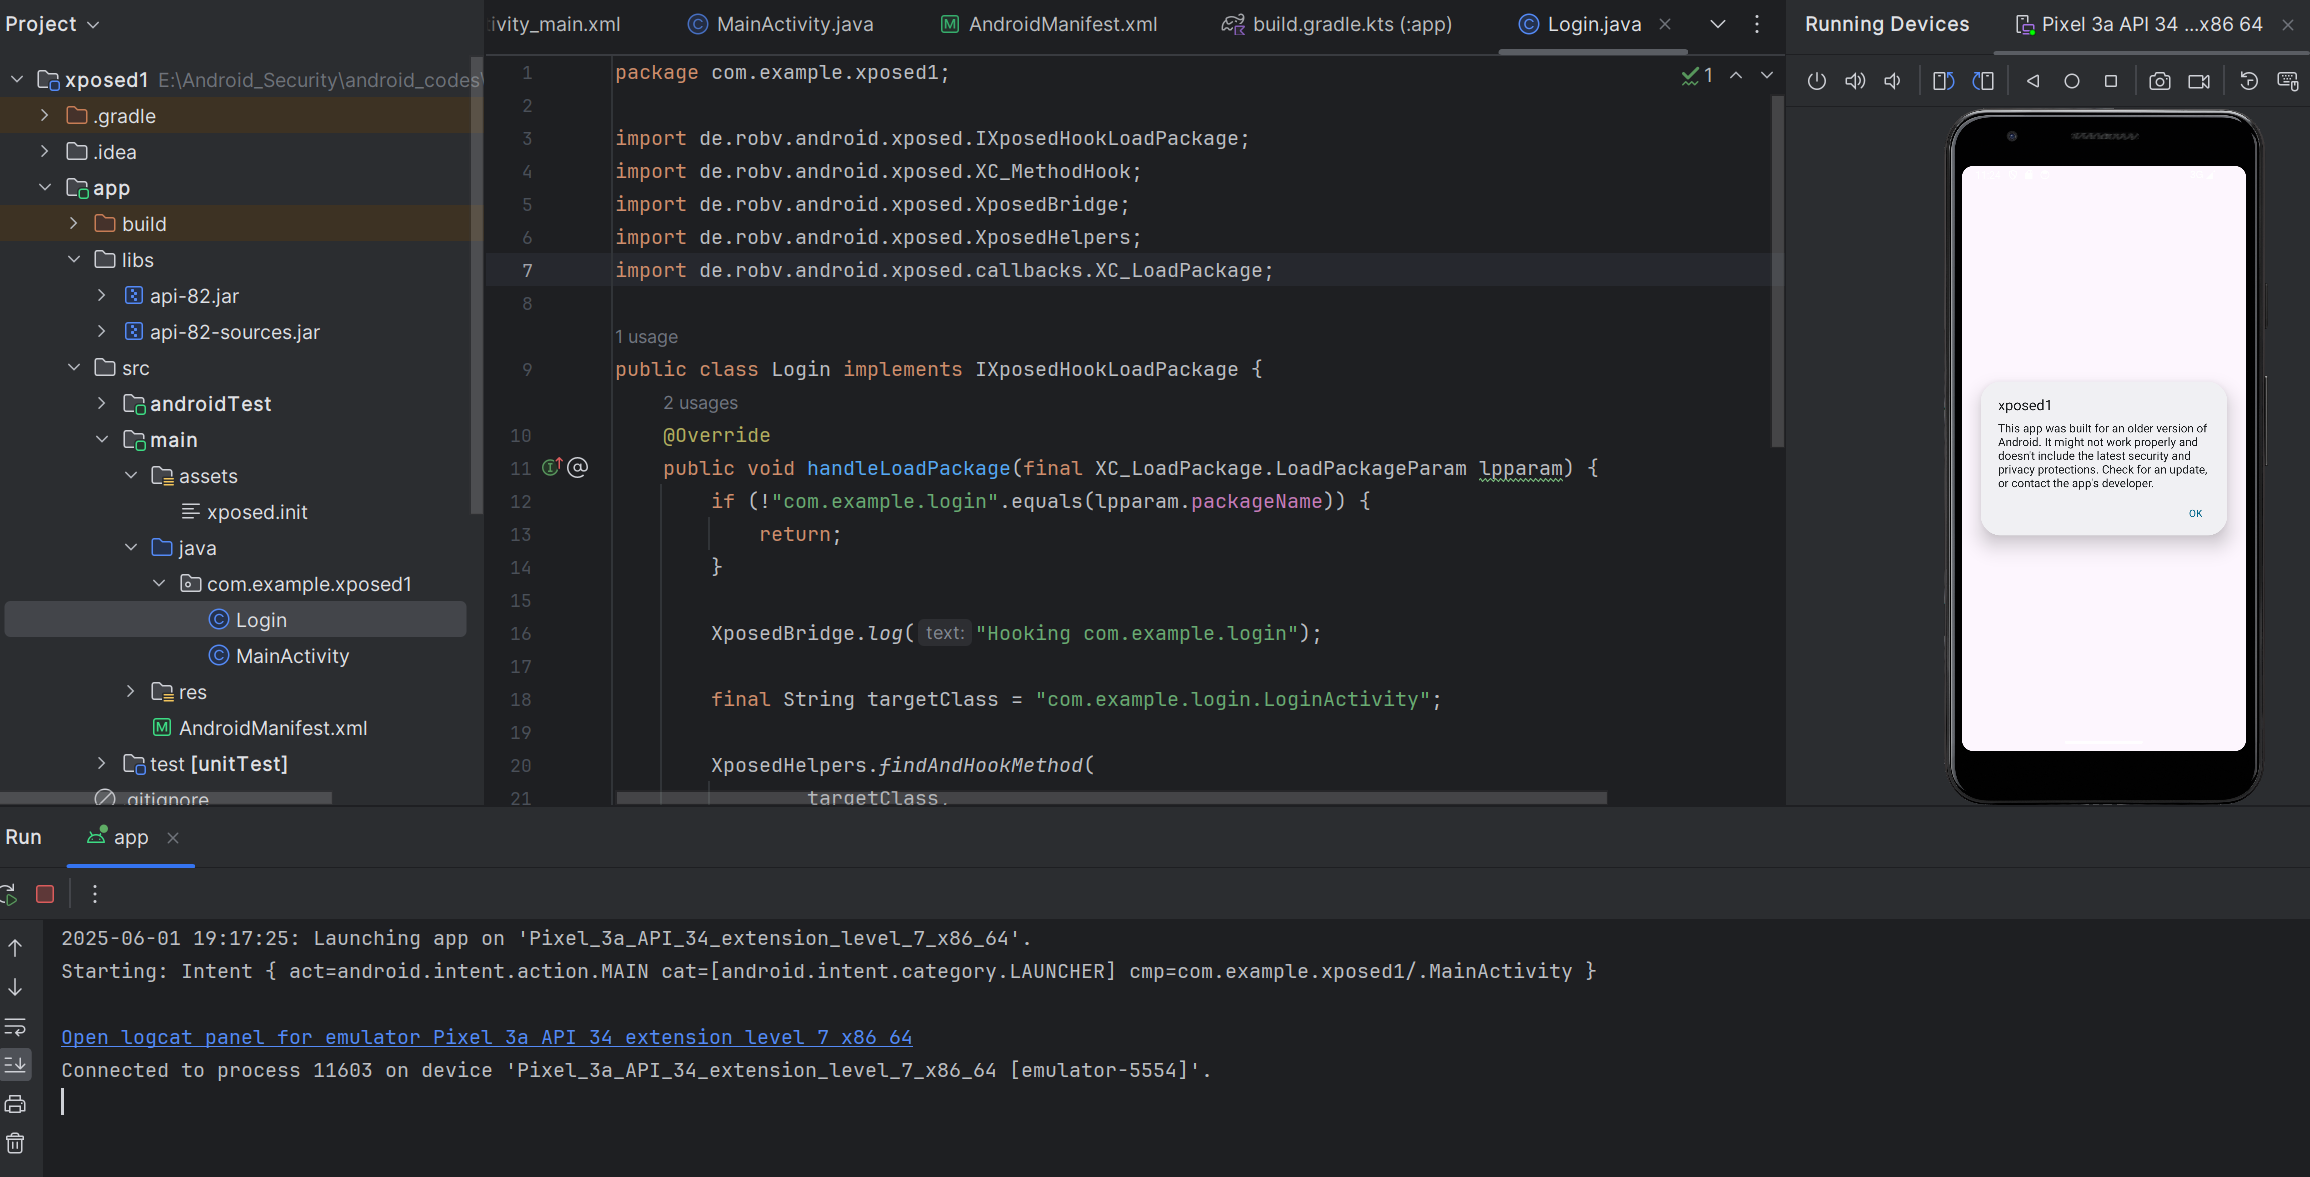 Project
ivity_main.xml
MainActivity.java
AndroidManifest.xml
build.gradle.kts (:app)
Login.java
Running Devices
Pixel 3a API 34 ...x86 64
xposed1 E:\Android_Security\android_codes\
.gradle
.idea
app
build
libs
api-82.jar
api-82-sources.jar
src
androidTest
main
assets
xposed.init
java
com.example.xposed1
Login
MainActivity
res
AndroidManifest.xml
test [unitTest]
.gitignore
1
1 package com.example.xposed1;
2
3 import de.robv.android.xposed.IXposedHookLoadPackage;
4 import de.robv.android.xposed.XC_MethodHook;
5 import de.robv.android.xposed.XposedBridge;
6 import de.robv.android.xposed.XposedHelpers;
7 import de.robv.android.xposed.callbacks.XC_LoadPackage;
8
1 usage
9 public class Login implements IXposedHookLoadPackage {
2 usages
10 @Override
11 public void handleLoadPackage(final XC_LoadPackage.LoadPackageParam lpparam) {
12 if (!"com.example.login".equals(lpparam.packageName)) {
13 return;
14 }
15
16 XposedBridge.log( text: "Hooking com.example.login");
17
18 final String targetClass = "com.example.login.LoginActivity";
19
20 XposedHelpers.findAndHookMethod(
21 targetClass,
xposed1
This app was built for an older version of
Android. It might not work properly and
doesn't include the latest security and
privacy protections. Check for an update,
or contact the app's developer.
OK
Run
app
2025-06-01 19:17:25: Launching app on 'Pixel_3a_API_34_extension_level_7_x86_64'.
Starting: Intent { act=android.intent.action.MAIN cat=[android.intent.category.LAUNCHER] cmp=com.example.xposed1/.MainActivity }
Open logcat panel for emulator Pixel 3a API 34 extension level 7 x86 64
Connected to process 11603 on device 'Pixel_3a_API_34_extension_level_7_x86_64 [emulator-5554]'.